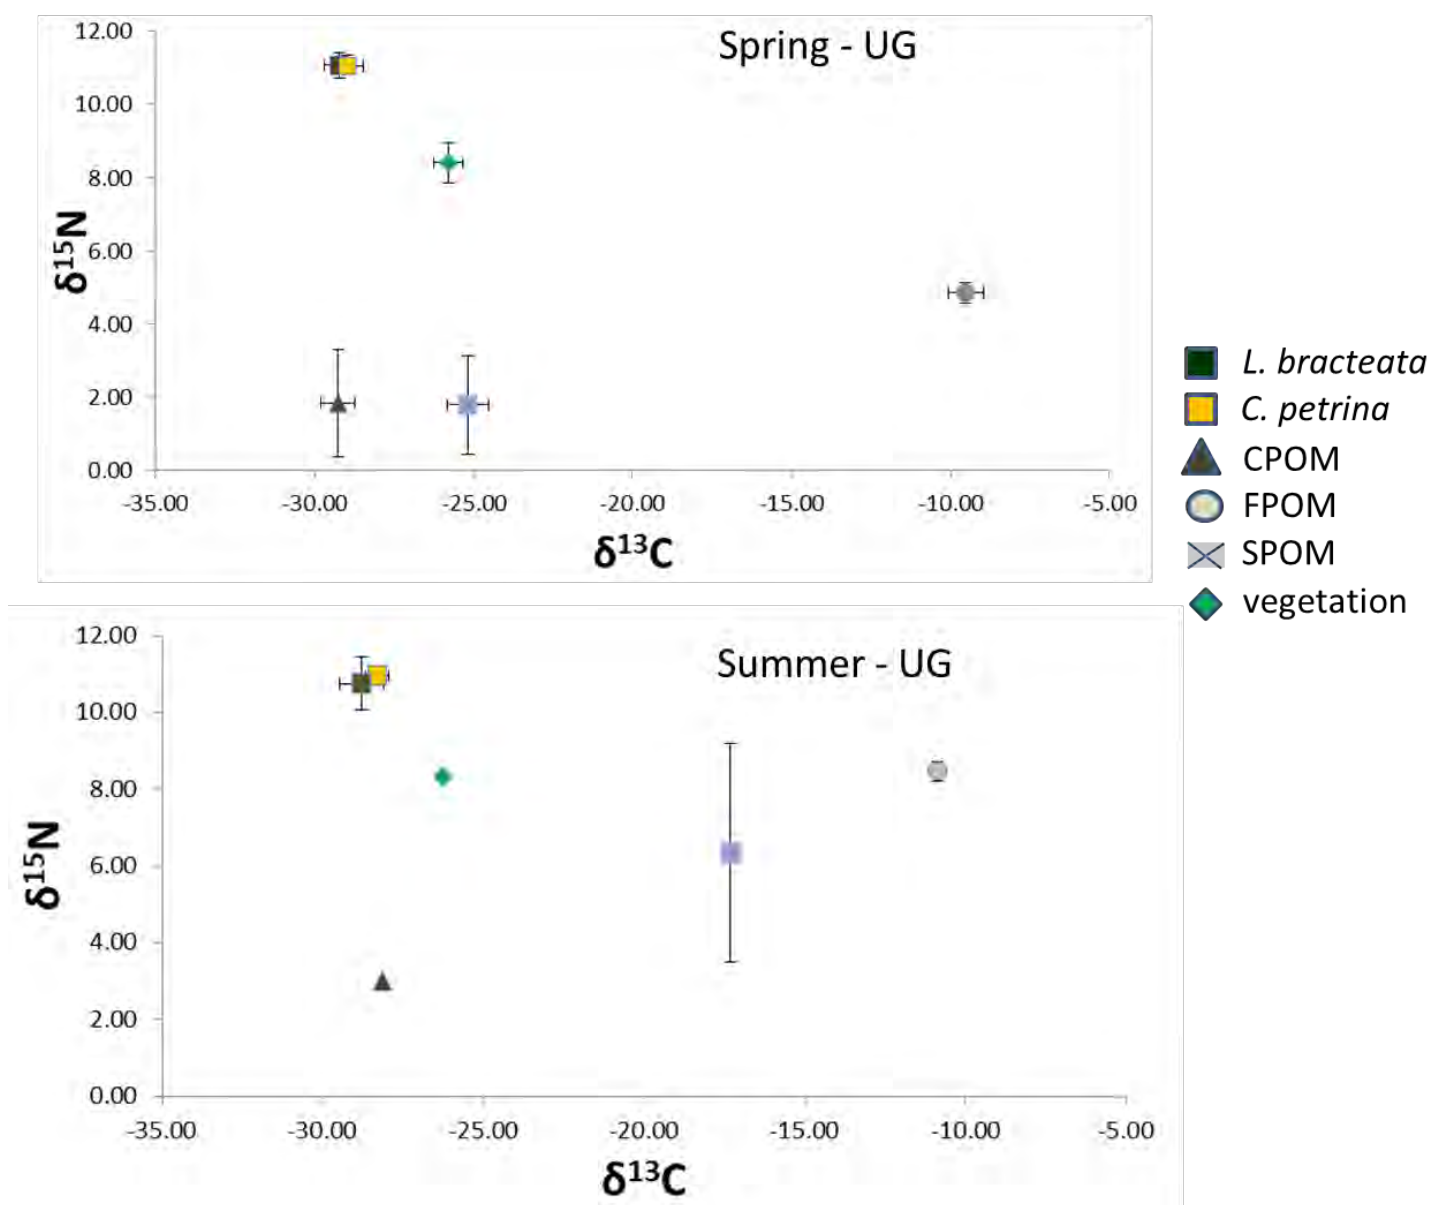 Spring - UG
12.00
10.00
8.00
6.00
4.00
2.00
0.00
δ15N
-35.00 -30.00 -25.00 -20.00 -15.00 -10.00 -5.00
δ13C
L. bracteata
C. petrina
CPOM
FPOM
SPOM
vegetation
Summer - UG
12.00
10.00
8.00
6.00
4.00
2.00
0.00
δ15N
-35.00 -30.00 -25.00 -20.00 -15.00 -10.00 -5.00
δ13C